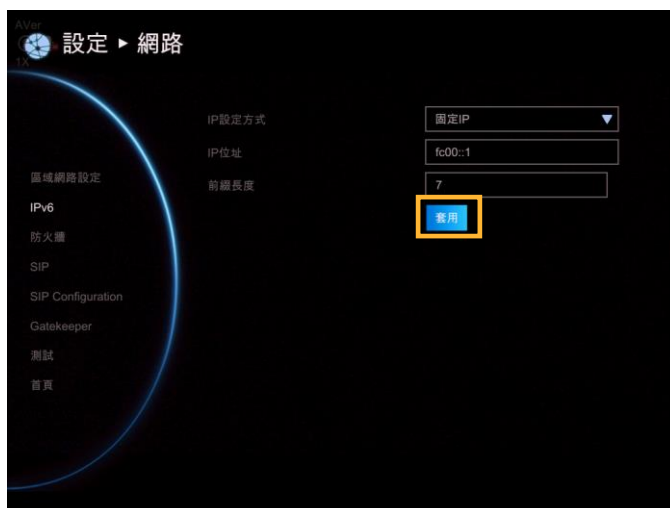 AVer
設定 ▸ 網路
1X
IP設定方式 固定IP ▼
IP位址 fc00::1
前綴長度 7
套用
區域網路設定
IPv6
防火牆
SIP
SIP Configuration
Gatekeeper
測試
首頁